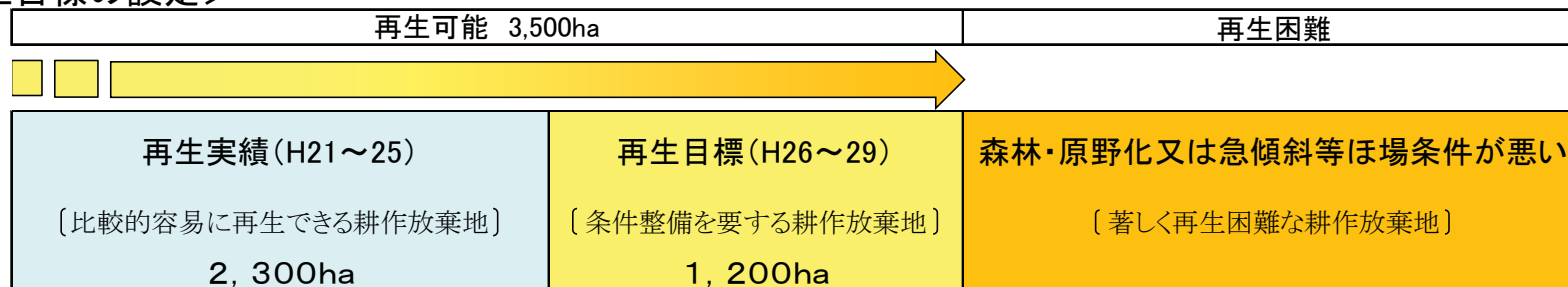 再生可能 3,500ha
再生困難
再生実績(H21～25)
再生目標(H26～29)
森林・原野化又は急傾斜等ほ場条件が悪い
〔比較的容易に再生できる耕作放棄地〕
〔条件整備を要する耕作放棄地〕
〔著しく再生困難な耕作放棄地〕
２，３００ha
１，２００ha